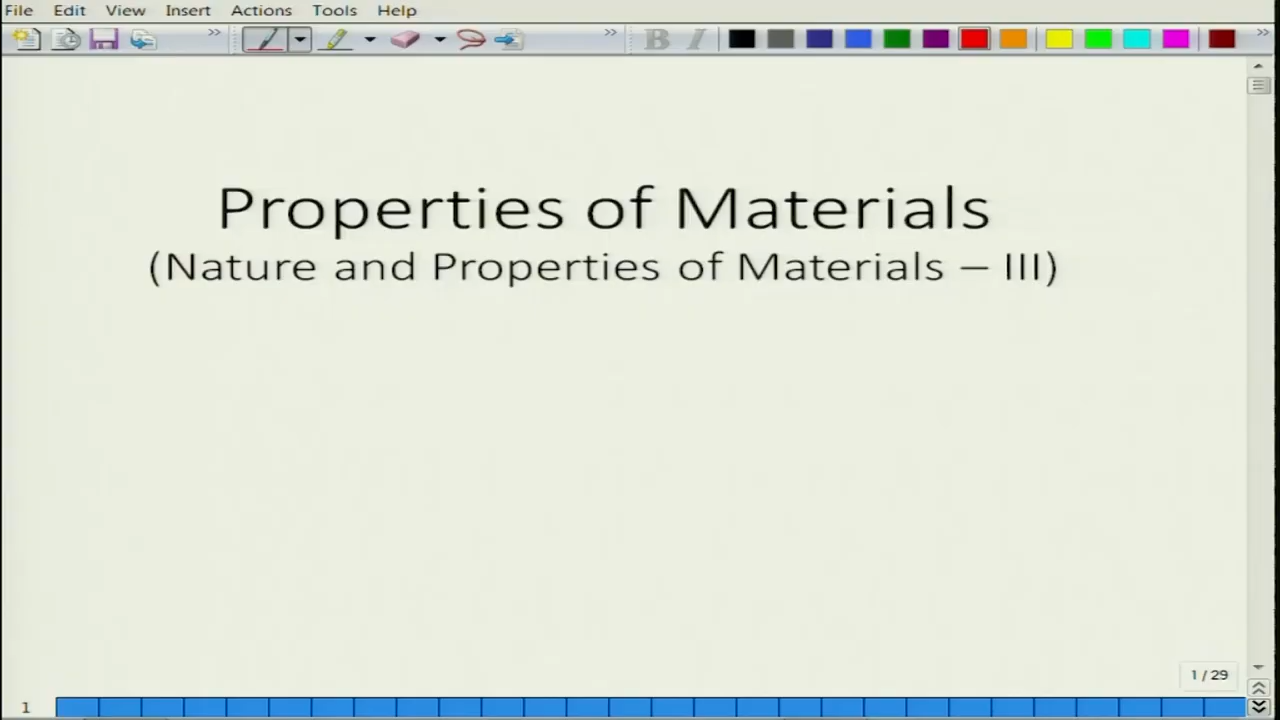 File Edit View Insert Actions Tools Help
» » B I »
Properties of Materials
(Nature and Properties of Materials – III)
1 / 29
1